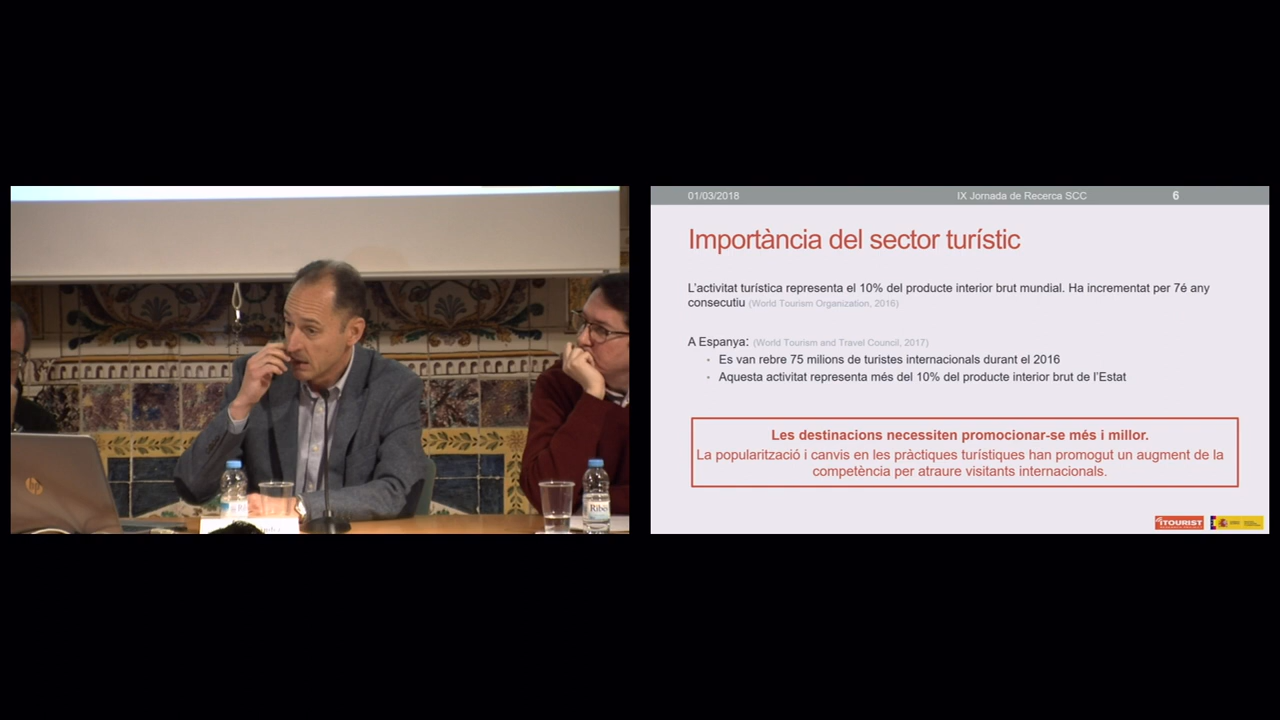 01/03/2018
IX Jornada de Recerca SCC
6
Importància del sector turístic
L'activitat turística representa el 10% del producte interior brut mundial. Ha incrementat per 7é any
consecutiu (World Tourism Organization, 2016)
A Espanya: (World Tourism and Travel Council, 2017)
• Es van rebre 75 milions de turistes internacionals durant el 2016
• Aquesta activitat representa més del 10% del producte interior brut de l'Estat
Les destinacions necessiten promocionar-se més i millor.
La popularització i canvis en les pràctiques turístiques han promogut un augment de la
competència per atraure visitants internacionals.
iTOURIST
hp
Ribes